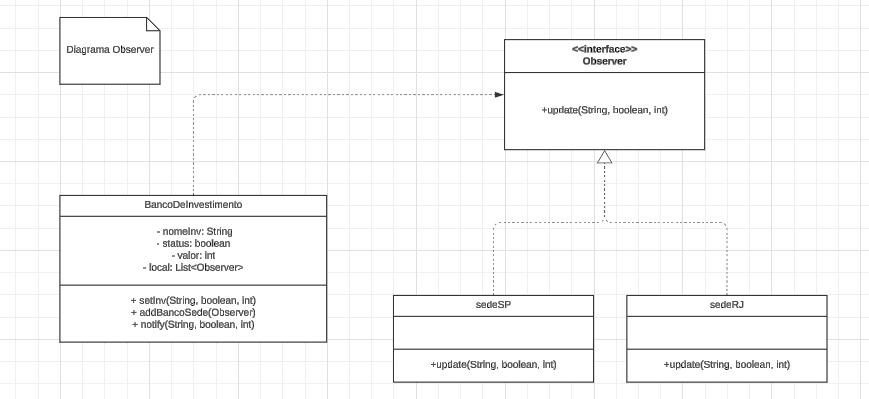 Diagrama Observer
<<interface>>
Observer
+update(String, boolean, int)
BancoDeInvestimento
- nomeInv: String
- status: boolean
- valor: int
- local: List<Observer>
+ setInv(String, boolean, int)
+ addBancoSede(Observer)
+ notify(String, boolean, int)
sedeSP
+update(String, boolean, int)
sedeRJ
+update(String, boolean, int)